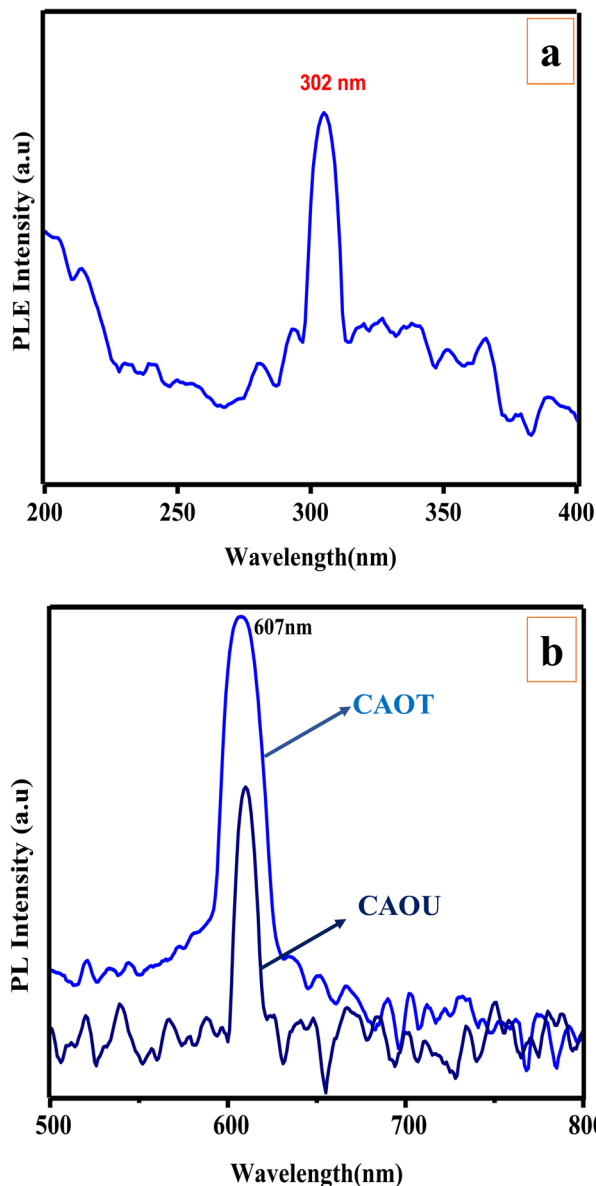 a
302 nm
PLE Intensity (a.u)
200 250 300 350 400
Wavelength(nm)
b
607nm
CAOT
CAOU
PL Intensity (a.u)
500 600 700 800
Wavelength(nm)